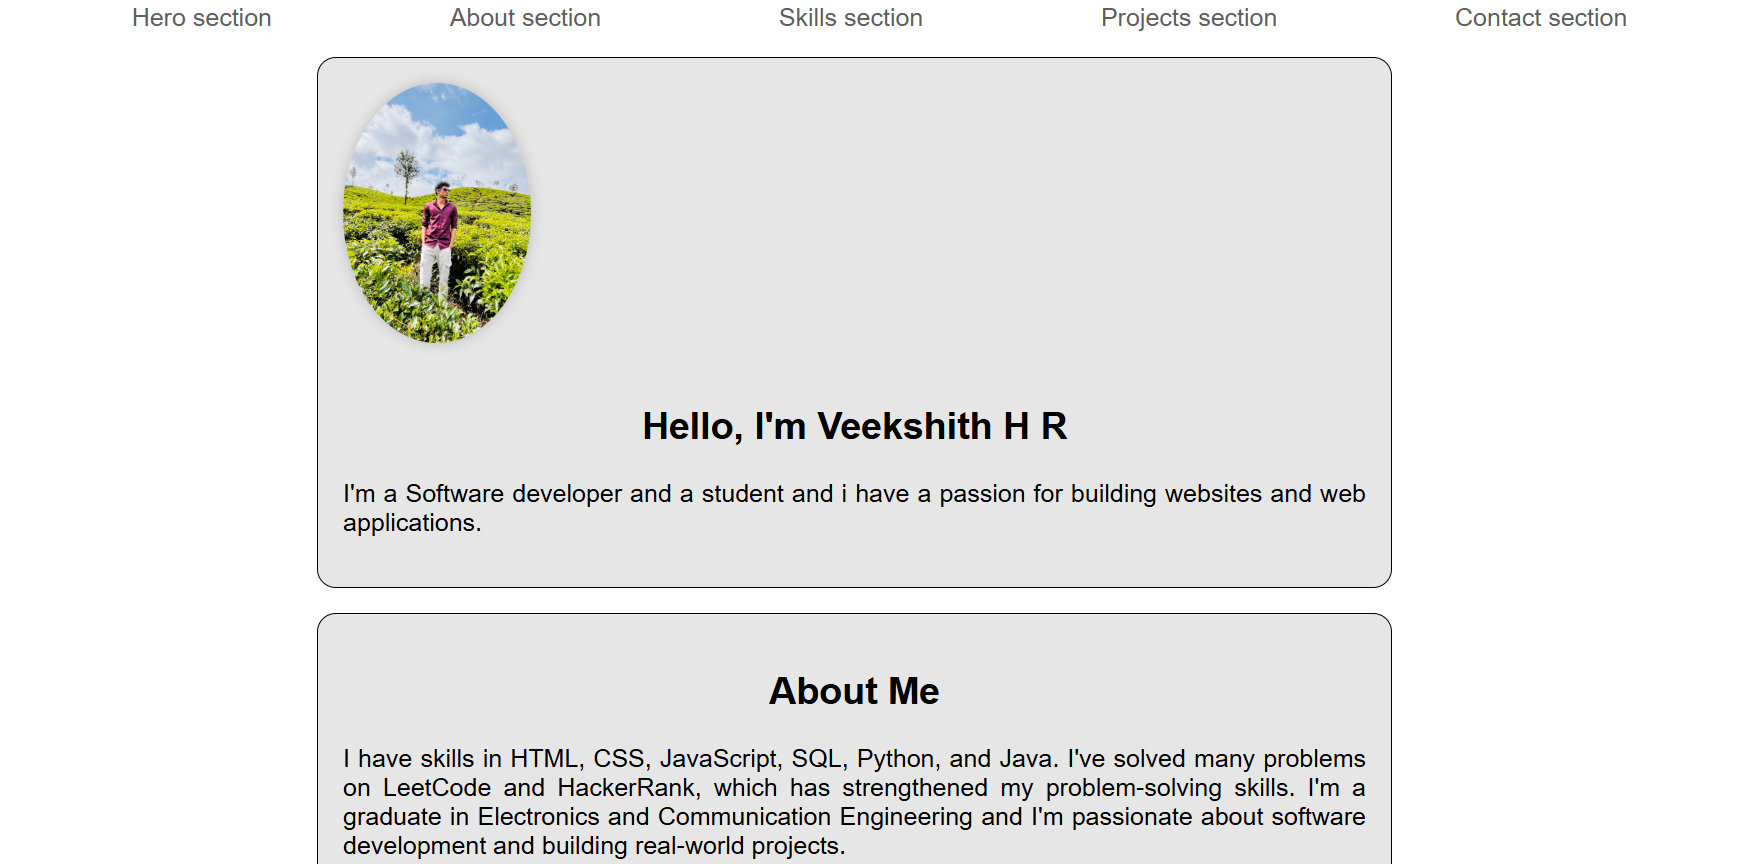 Hero section About section Skills section Projects section Contact section
Hello, I'm Veekshith H R
I'm a Software developer and a student and i have a passion for building websites and web
applications.
About Me
I have skills in HTML, CSS, JavaScript, SQL, Python, and Java. I've solved many problems
on LeetCode and HackerRank, which has strengthened my problem-solving skills. I'm a
graduate in Electronics and Communication Engineering and I'm passionate about software
development and building real-world projects.